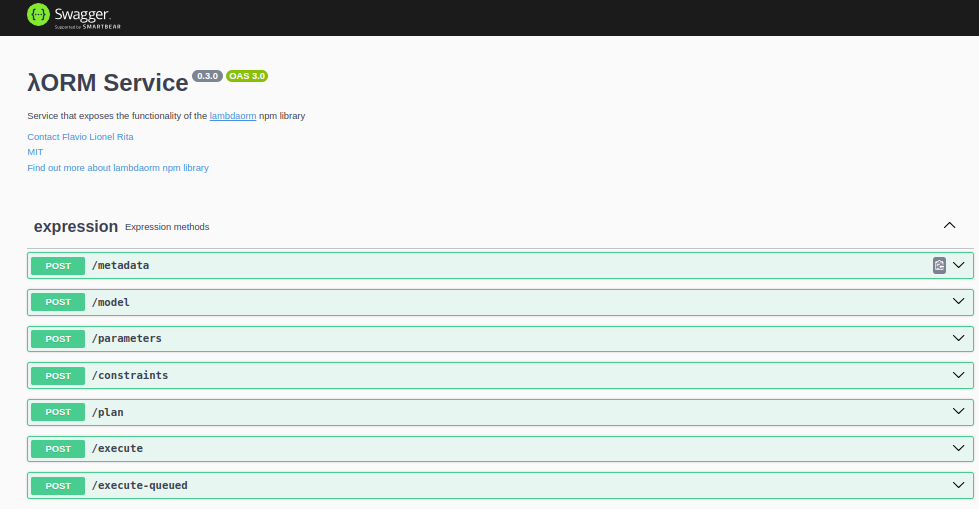 Swagger.
Supported by SMARTBEAR
λORM Service 0.3.0 OAS 3.0
Service that exposes the functionality of the lambdaorm npm library
Contact Flavio Lionel Rita
MIT
Find out more about lambdaorm npm library
expression Expression methods
POST /metadata
POST /model
POST /parameters
POST /constraints
POST /plan
POST /execute
POST /execute-queued